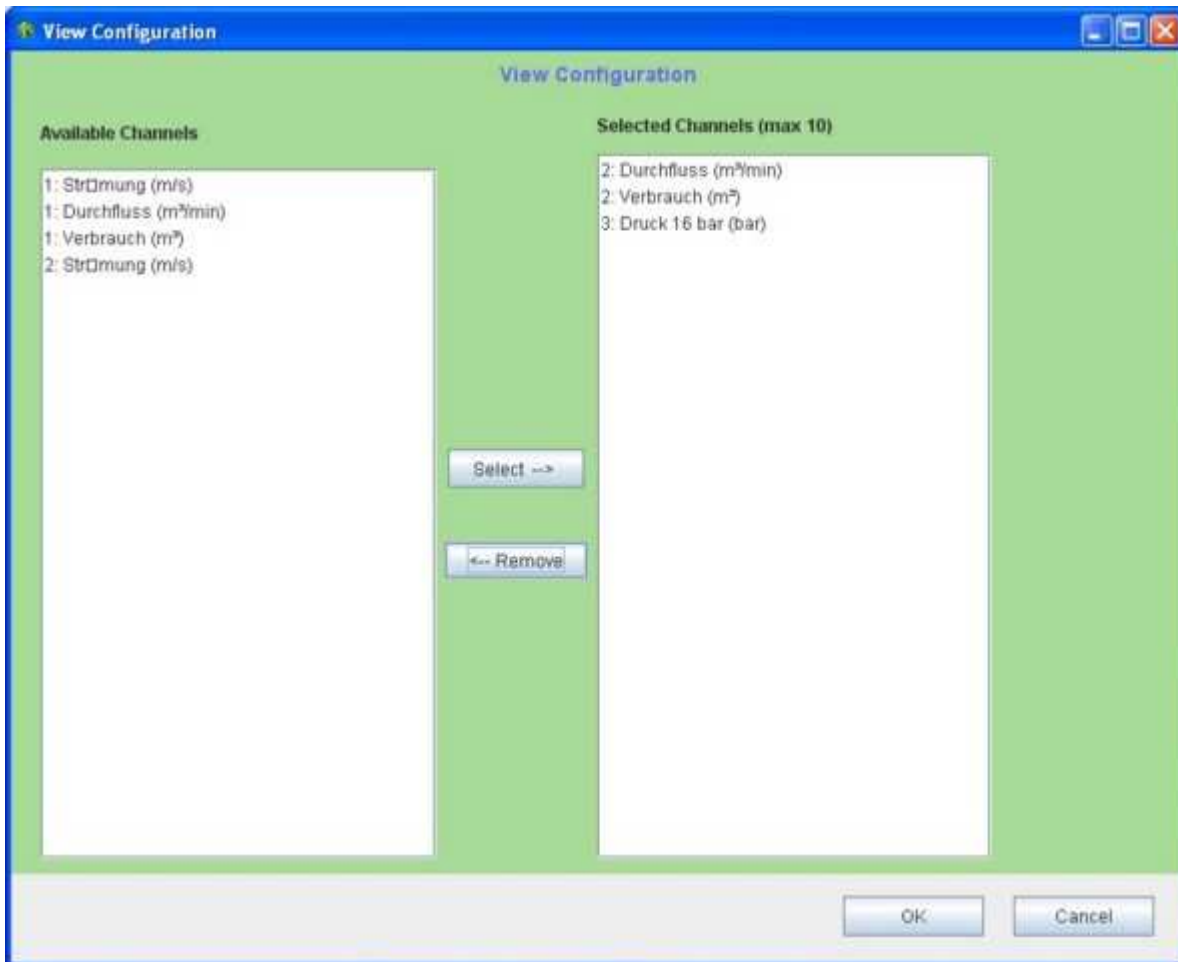 View Configuration
View Configuration
Available Channels
1: Str□mung (m/s)
1: Durchfluss (m³/min)
1: Verbrauch (m³)
2: Str□mung (m/s)
Selected Channels (max 10)
2: Durchfluss (m³/min)
2: Verbrauch (m³)
3: Druck 16 bar (bar)
Select -->
<-- Remove
OK
Cancel